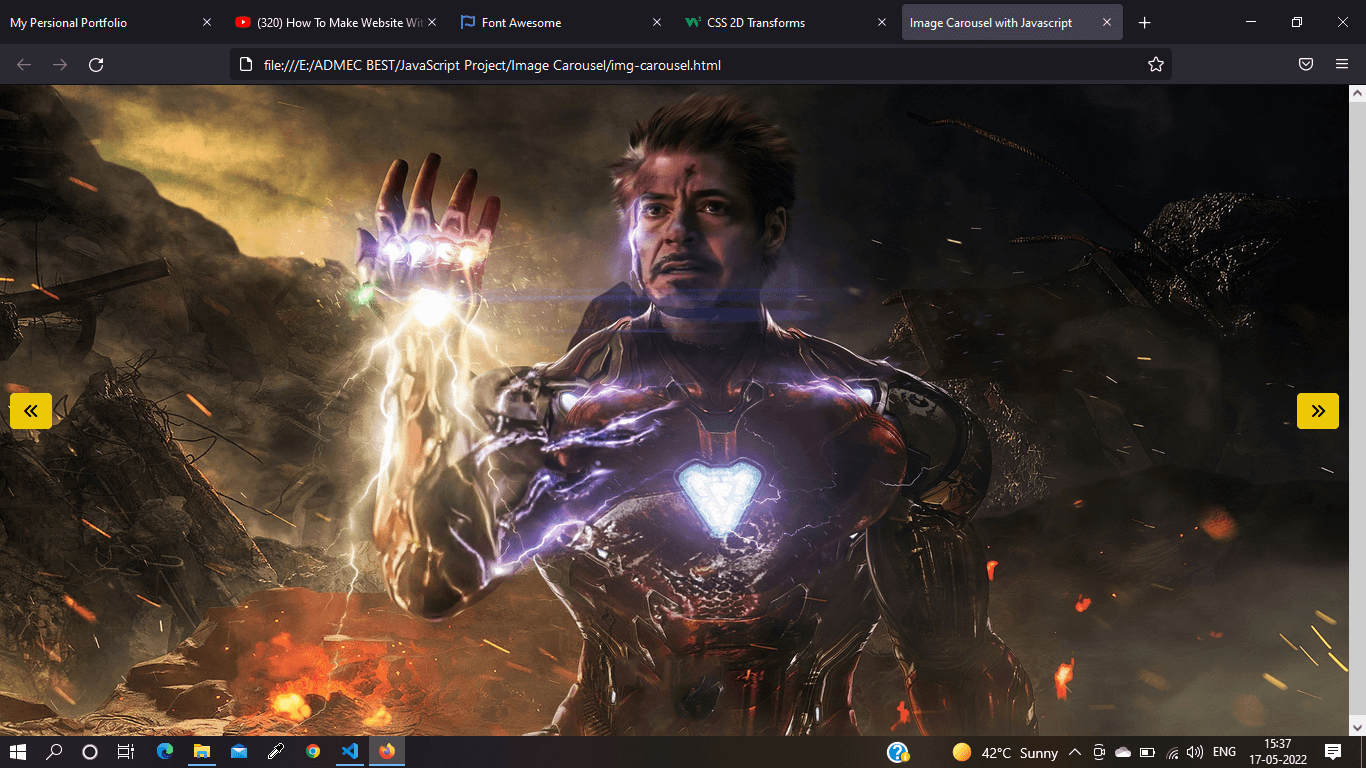 My Persional Portfolio
(320) How To Make Website Wit
Font Awesome
CSS 2D Transforms
Image Carousel with Javascript
file:///E:/ADMEC BEST/JavaScript Project/Image Carousel/img-carousel.html
42°C Sunny
ENG
15:37
17-05-2022